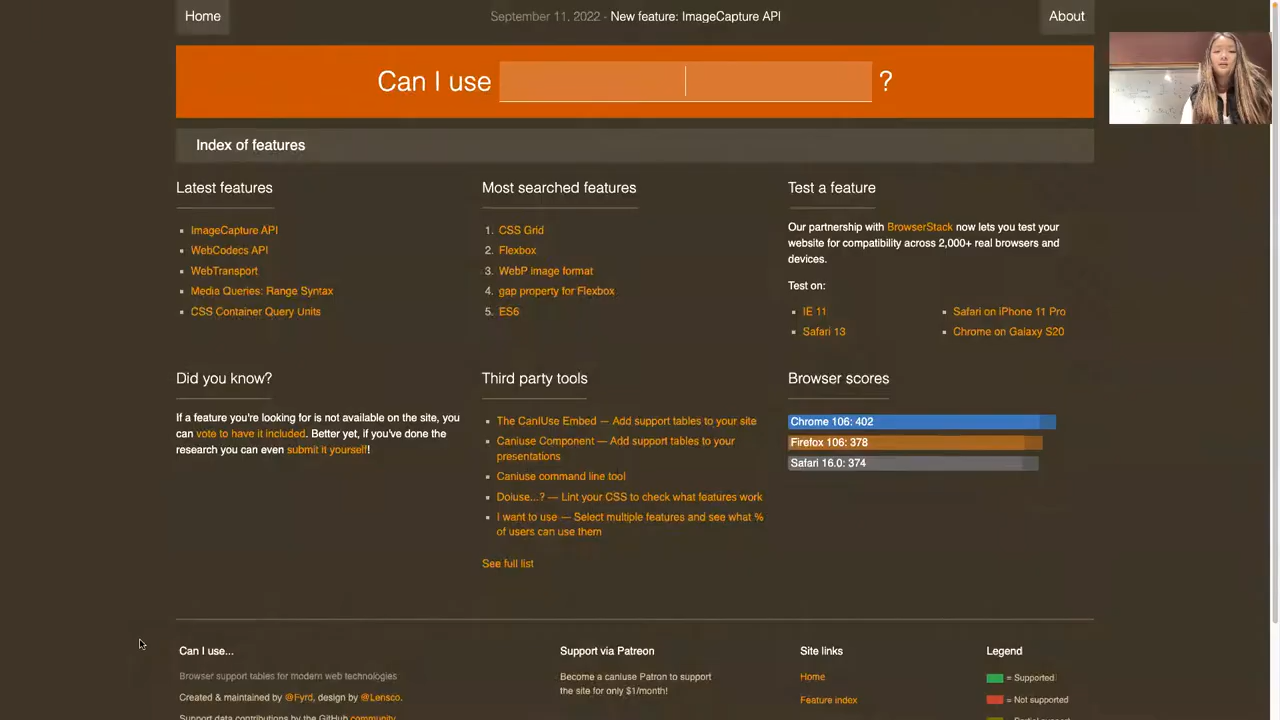 Home
September 11, 2022 - New feature: ImageCapture API
About
Can I use ?
Index of features
Latest features
ImageCapture API
WebCodecs API
WebTransport
Media Queries: Range Syntax
CSS Container Query Units
Most searched features
1. CSS Grid
2. Flexbox
3. WebP image format
4. gap property for Flexbox
5. ES6
Test a feature
Our partnership with BrowserStack now lets you test your
website for compatibility across 2,000+ real browsers and
devices.
Test on:
IE 11
Safari 13
Safari on iPhone 11 Pro
Chrome on Galaxy S20
Did you know?
If a feature you're looking for is not available on the site, you
can vote to have it included. Better yet, if you've done the
research you can even submit it yourself!
Third party tools
The CanIUse Embed — Add support tables to your site
Caniuse Component — Add support tables to your
presentations
Caniuse command line tool
Doiuse...? — Lint your CSS to check what features work
I want to use — Select multiple features and see what %
of users can use them
See full list
Browser scores
Chrome 106: 402
Firefox 106: 378
Safari 16.0: 374
Can I use...
Browser support tables for modern web technologies
Created & maintained by @Fyrd, design by @Lensco.
Support data contributions by the GitHub community.
Support via Patreon
Become a caniuse Patron to support
the site for only $1/month!
Site links
Home
Feature index
Legend
= Supported
= Not supported
= Partial support